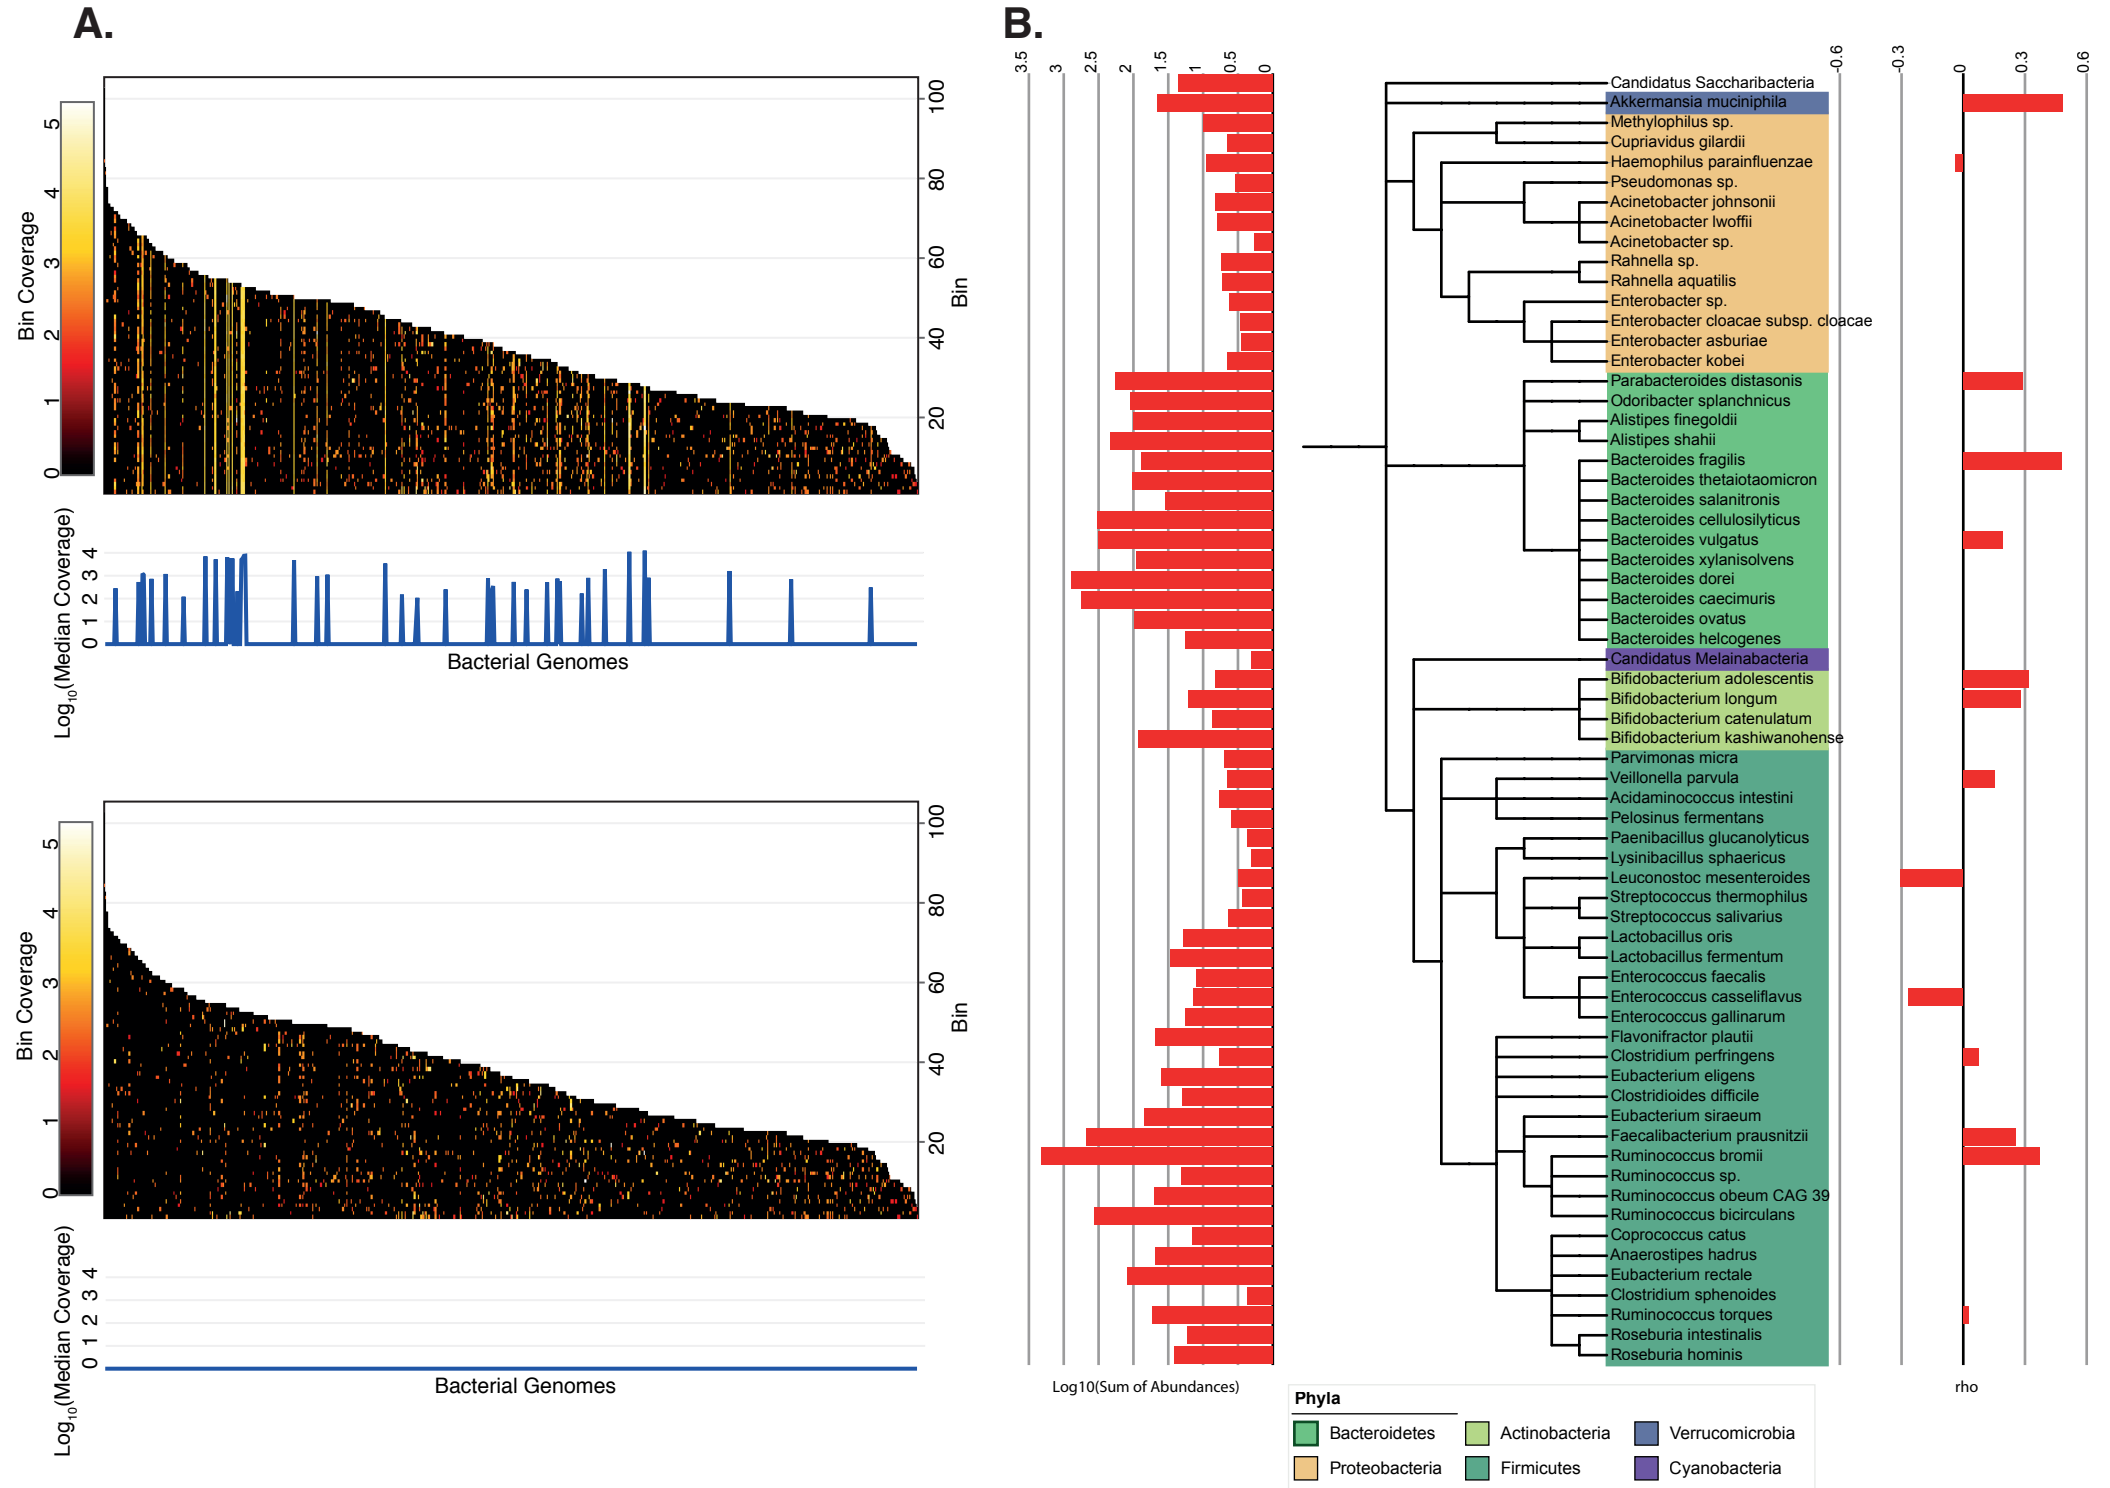 A.
Bin Coverage
5
4
3
2
1
0
100
80
60
40
20
Bin
Log10(Median Coverage)
4
3
2
1
0
Bacterial Genomes
Bin Coverage
5
4
3
2
1
0
100
80
60
40
20
Bin
Log10(Median Coverage)
4
3
2
1
0
Bacterial Genomes
B.
3.5 3 2.5 2 1.5 1 0.5 0
-0.6 -0.3 0 0.3 0.6
Candidatus Saccharibacteria
Akkermansia muciniphila
Methylophilus sp.
Cupriavidus gilardii
Haemophilus parainfluenzae
Pseudomonas sp.
Acinetobacter johnsonii
Acinetobacter lwoffii
Acinetobacter sp.
Rahnella sp.
Rahnella aquatilis
Enterobacter sp.
Enterobacter cloacae subsp. cloacae
Enterobacter asburiae
Enterobacter kobei
Parabacteroides distasonis
Odoribacter splanchnicus
Alistipes finegoldii
Alistipes shahii
Bacteroides fragilis
Bacteroides thetaiotaomicron
Bacteroides salanitronis
Bacteroides cellulosilyticus
Bacteroides vulgatus
Bacteroides xylanisolvens
Bacteroides dorei
Bacteroides caecimuris
Bacteroides ovatus
Bacteroides helcogenes
Candidatus Melainabacteria
Bifidobacterium adolescentis
Bifidobacterium longum
Bifidobacterium catenulatum
Bifidobacterium kashiwanohense
Parvimonas micra
Veillonella parvula
Acidaminococcus intestini
Pelosinus fermentans
Paenibacillus glucanolyticus
Lysinibacillus sphaericus
Leuconostoc mesenteroides
Streptococcus thermophilus
Streptococcus salivarius
Lactobacillus oris
Lactobacillus fermentum
Enterococcus faecalis
Enterococcus casseliflavus
Enterococcus gallinarum
Flavonifractor plautii
Clostridium perfringens
Eubacterium eligens
Clostridioides difficile
Eubacterium siraeum
Faecalibacterium prausnitzii
Ruminococcus bromii
Ruminococcus sp.
Ruminococcus obeum CAG 39
Ruminococcus bicirculans
Coprococcus catus
Anaerostipes hadrus
Eubacterium rectale
Clostridium sphenoides
Ruminococcus torques
Roseburia intestinalis
Roseburia hominis
Log10(Sum of Abundances)
rho
Phyla
Bacteroidetes Actinobacteria Verrucomicrobia
Proteobacteria Firmicutes Cyanobacteria